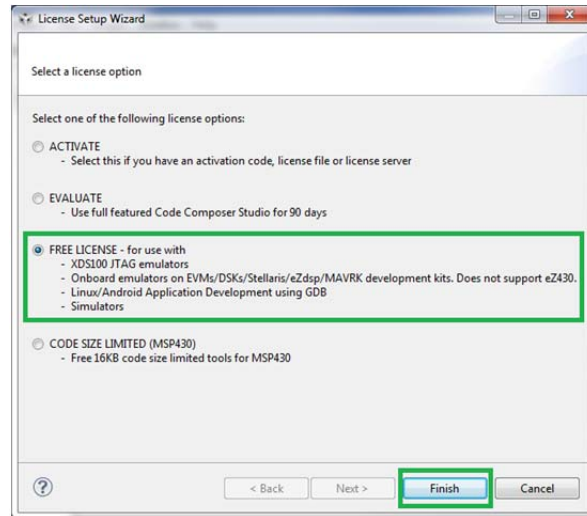 License Setup Wizard
Select a license option
Select one of the following license options:
ACTIVATE
- Select this if you have an activation code, license file or license server
EVALUATE
- Use full featured Code Composer Studio for 90 days
FREE LICENSE - for use with
- XDS100 JTAG emulators
- Onboard emulators on EVMs/DSKs/Stellaris/eZdsp/MAVRK development kits. Does not support eZ430.
- Linux/Android Application Development using GDB
- Simulators
CODE SIZE LIMITED (MSP430)
- Free 16KB code size limited tools for MSP430
? < Back Next > Finish Cancel